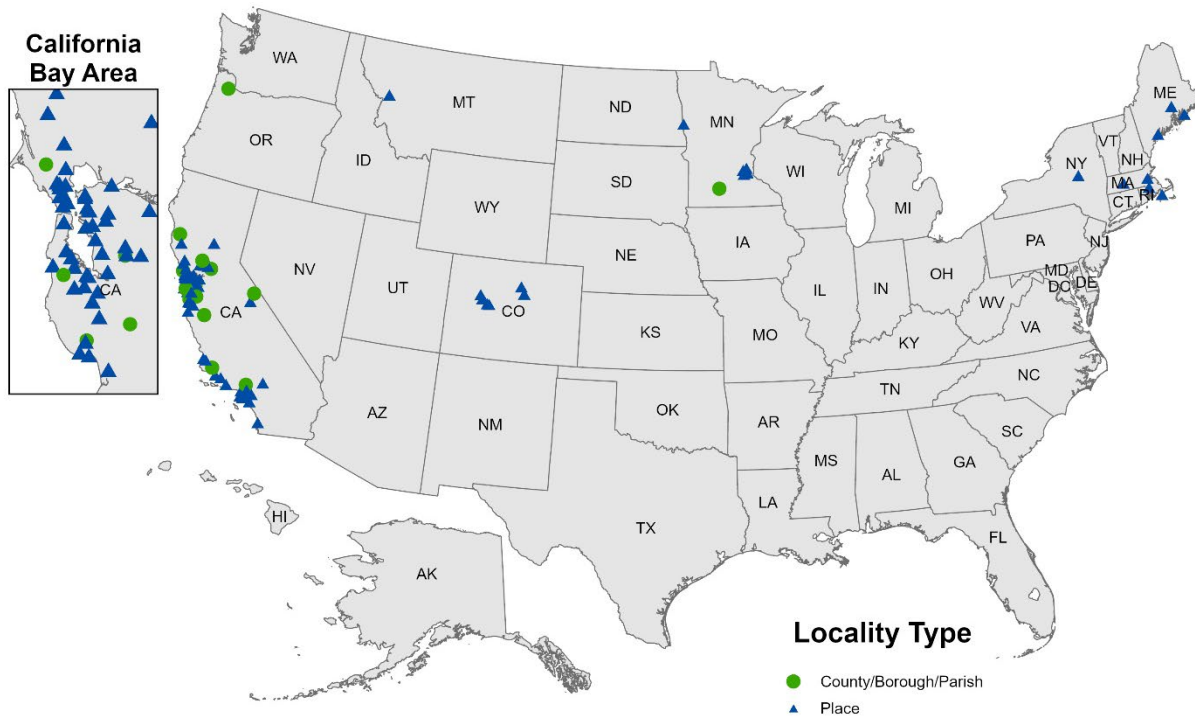 California
Bay Area
CA
WA
MT
ND
MN
ME
VT
NH
OR
ID
SD
WI
NY
MA
RI
CT
WY
MI
NV
UT
NE
IA
PA
NJ
CA
CO
IL
IN
OH
MD
DE
DC
WV
VA
KS
MO
KY
AZ
NM
OK
AR
TN
NC
SC
TX
LA
MS
AL
GA
FL
HI
AK
Locality Type
County/Borough/Parish
Place